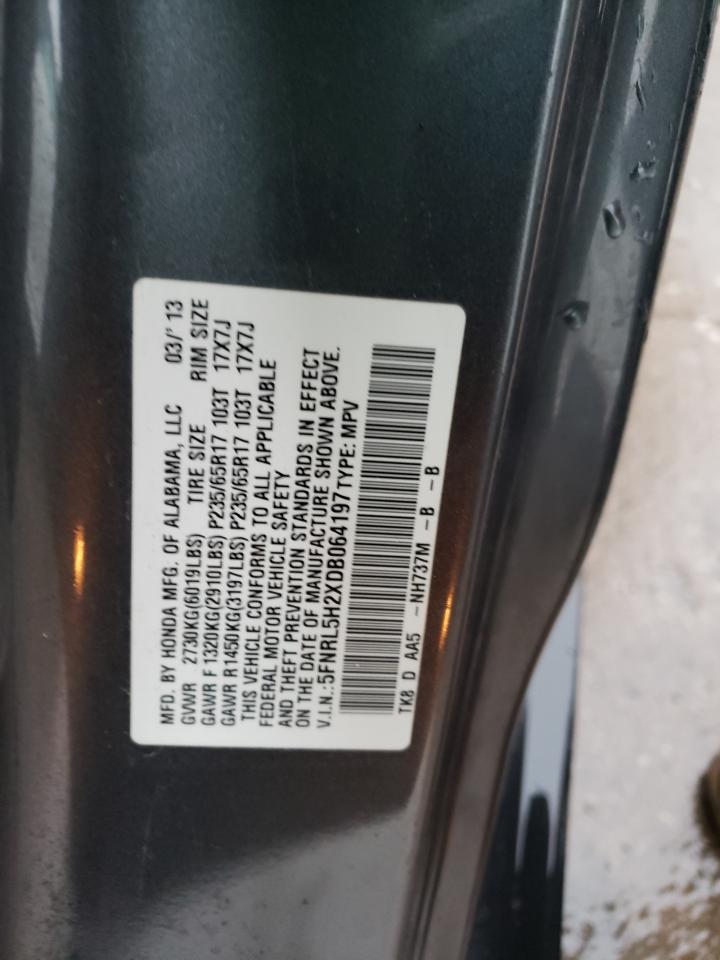 MFD. BY HONDA MFG. OF ALABAMA, LLC 03/'13
GVWR 2730KG(6019LBS) TIRE SIZE RIM SIZE
GAWR F 1320KG(2910LBS) P235/65R17 103T 17X7J
GAWR R1450KG(3197LBS) P235/65R17 103T 17X7J
THIS VEHICLE CONFORMS TO ALL APPLICABLE
FEDERAL MOTOR VEHICLE SAFETY
AND THEFT PREVENTION STANDARDS IN EFFECT
ON THE DATE OF MANUFACTURE SHOWN ABOVE.
V.I.N.:5FNRL5H2XDB064197 TYPE: MPV
TK8 D AA5 -NH737M -B -B